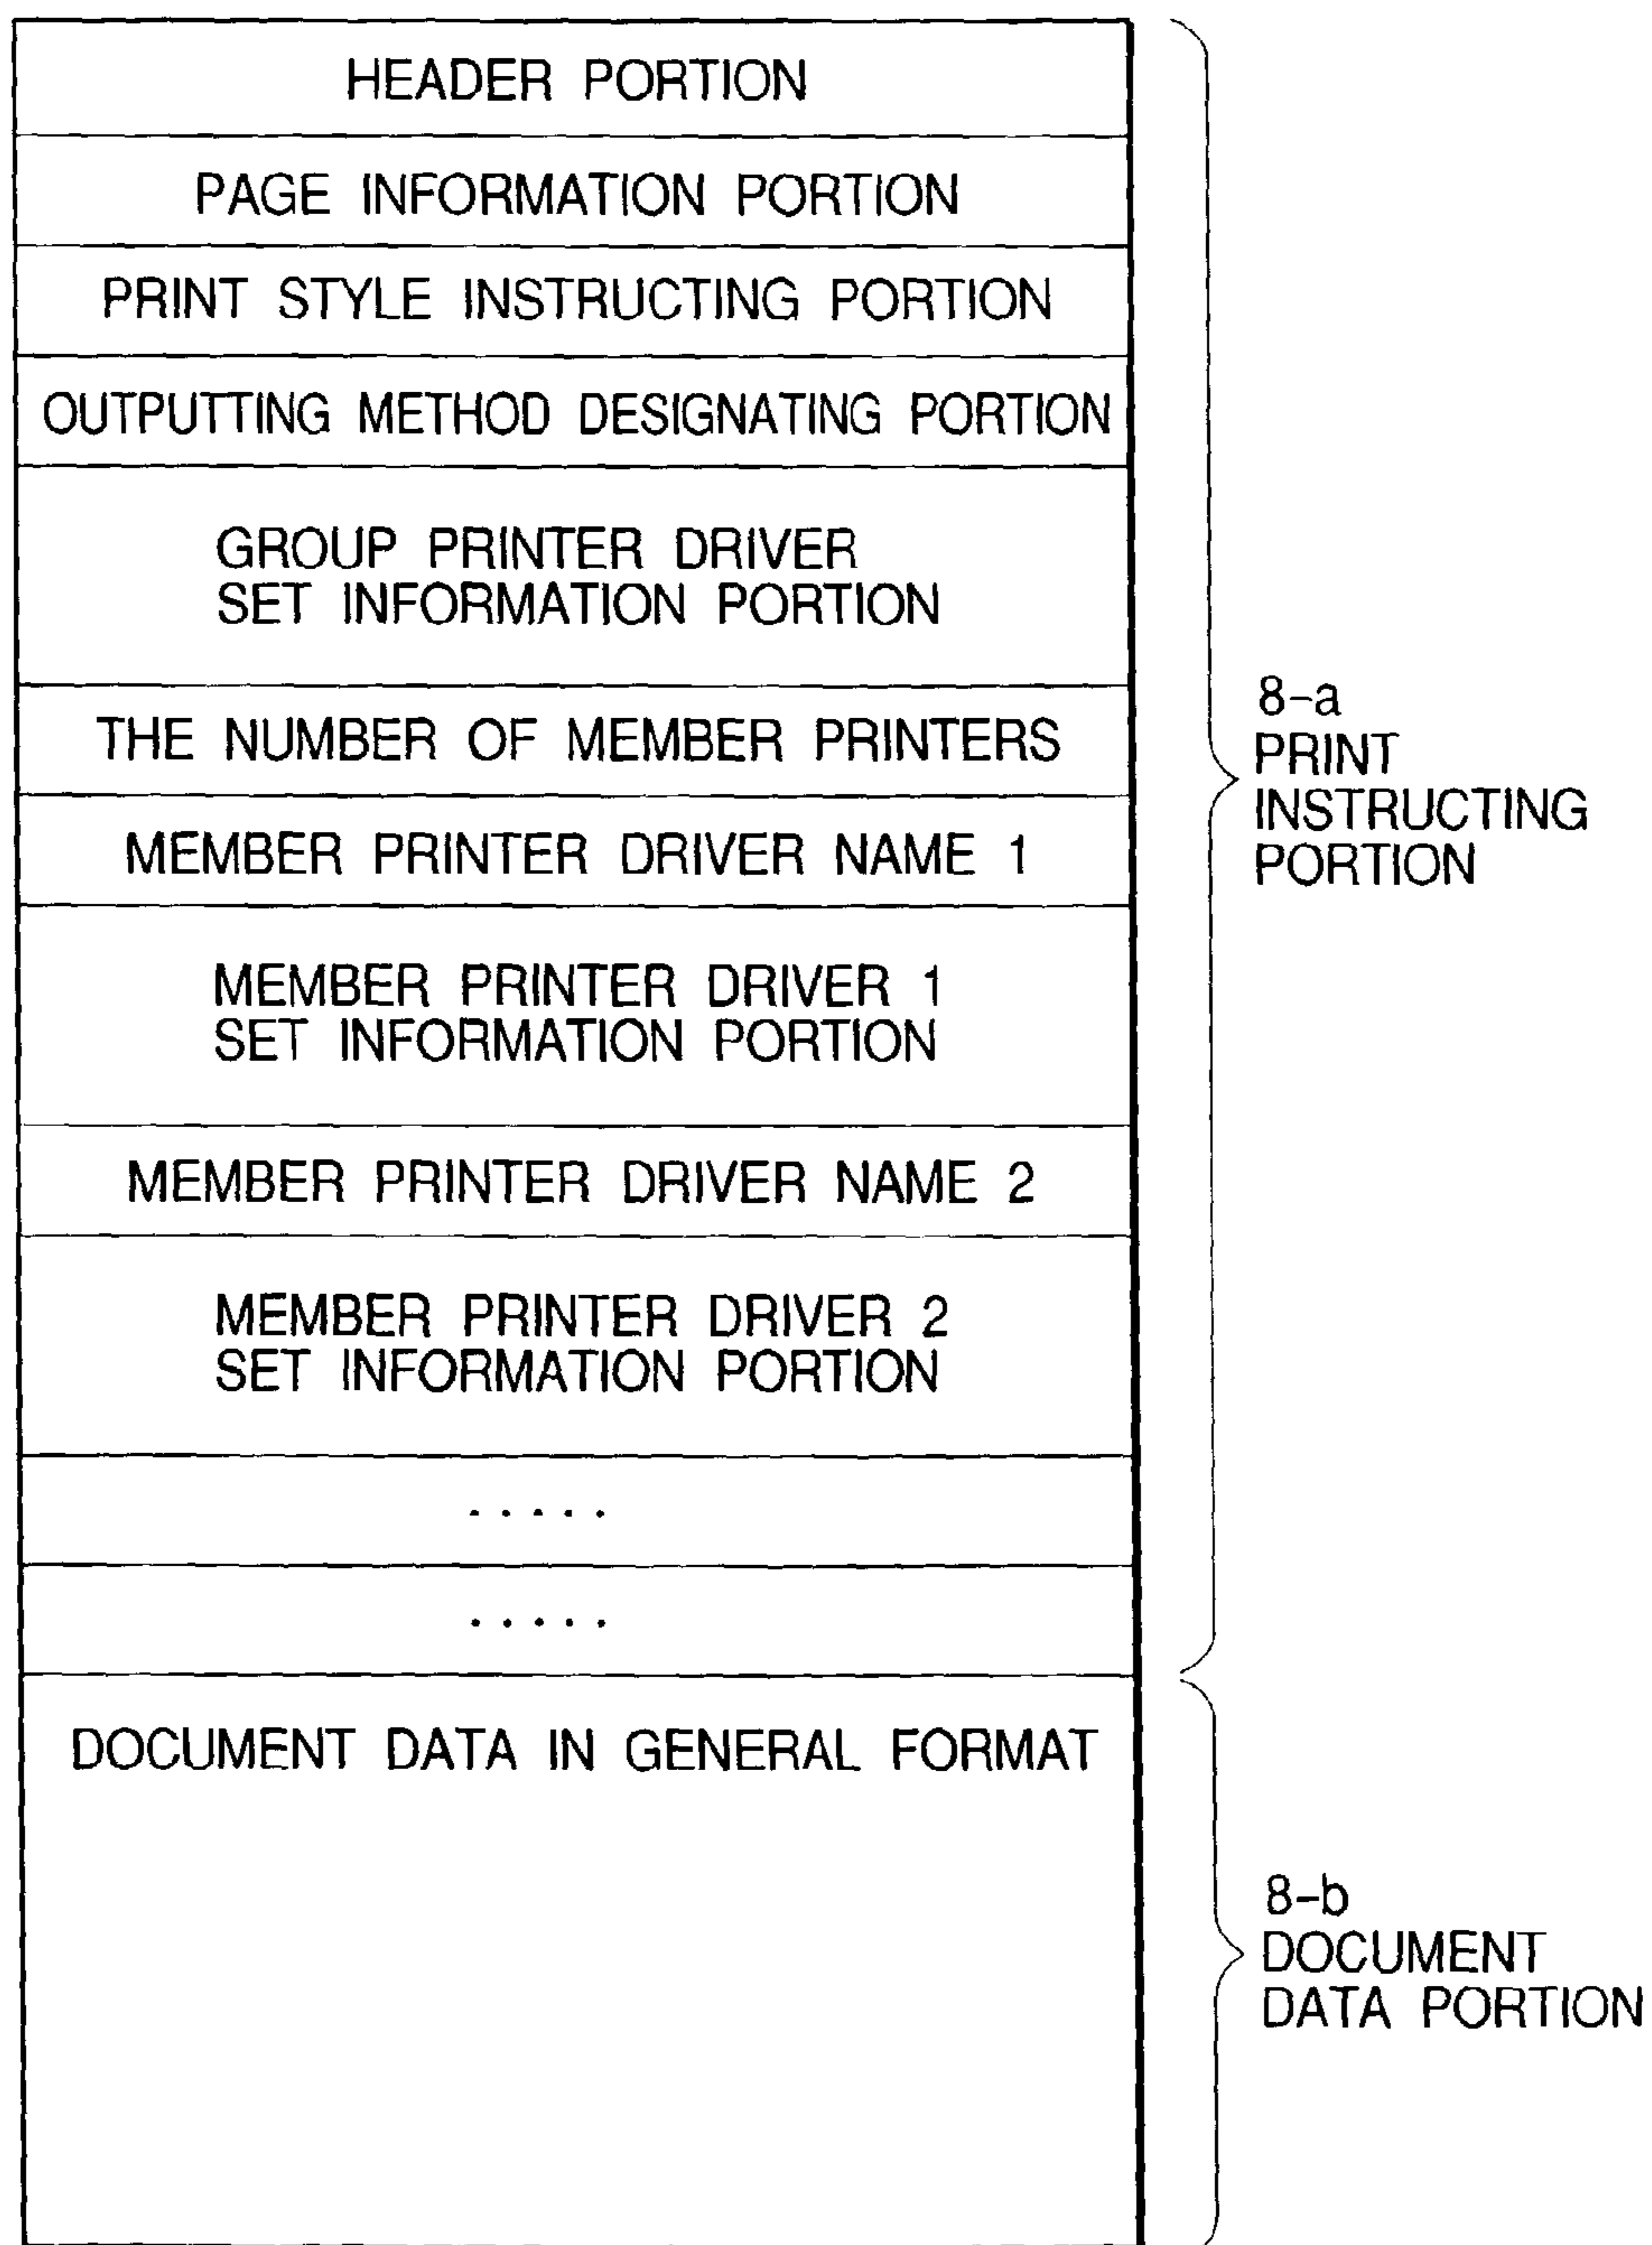 HEADER PORTION
PAGE INFORMATION PORTION
PRINT STYLE INSTRUCTING PORTION
OUTPUTTING METHOD DESIGNATING PORTION
GROUP PRINTER DRIVER
SET INFORMATION PORTION
THE NUMBER OF MEMBER PRINTERS
MEMBER PRINTER DRIVER NAME 1
MEMBER PRINTER DRIVER 1
SET INFORMATION PORTION
MEMBER PRINTER DRIVER NAME 2
MEMBER PRINTER DRIVER 2
SET INFORMATION PORTION
.....
.....
8-a
PRINT
INSTRUCTING
PORTION
DOCUMENT DATA IN GENERAL FORMAT
8-b
DOCUMENT
DATA PORTION